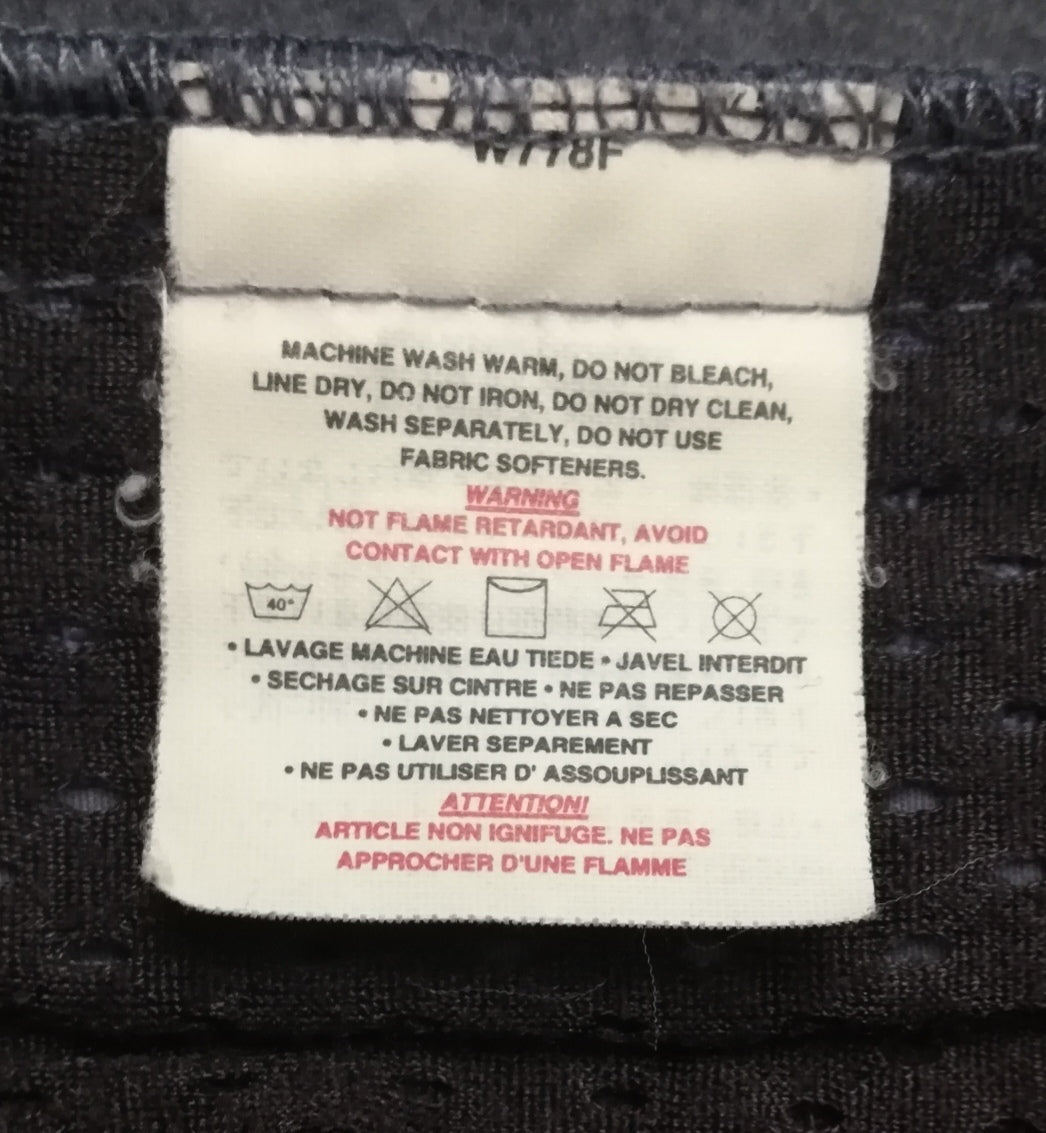 W778F
MACHINE WASH WARM, DO NOT BLEACH,
LINE DRY, DO NOT IRON, DO NOT DRY CLEAN,
WASH SEPARATELY, DO NOT USE
FABRIC SOFTENERS.
WARNING
NOT FLAME RETARDANT, AVOID
CONTACT WITH OPEN FLAME
40°
• LAVAGE MACHINE EAU TIEDE • JAVEL INTERDIT
• SECHAGE SUR CINTRE • NE PAS REPASSER
• NE PAS NETTOYER A SEC
• LAVER SEPAREMENT
• NE PAS UTILISER D' ASSOUPLISSANT
ATTENTION!
ARTICLE NON IGNIFUGE. NE PAS
APPROCHER D'UNE FLAMME